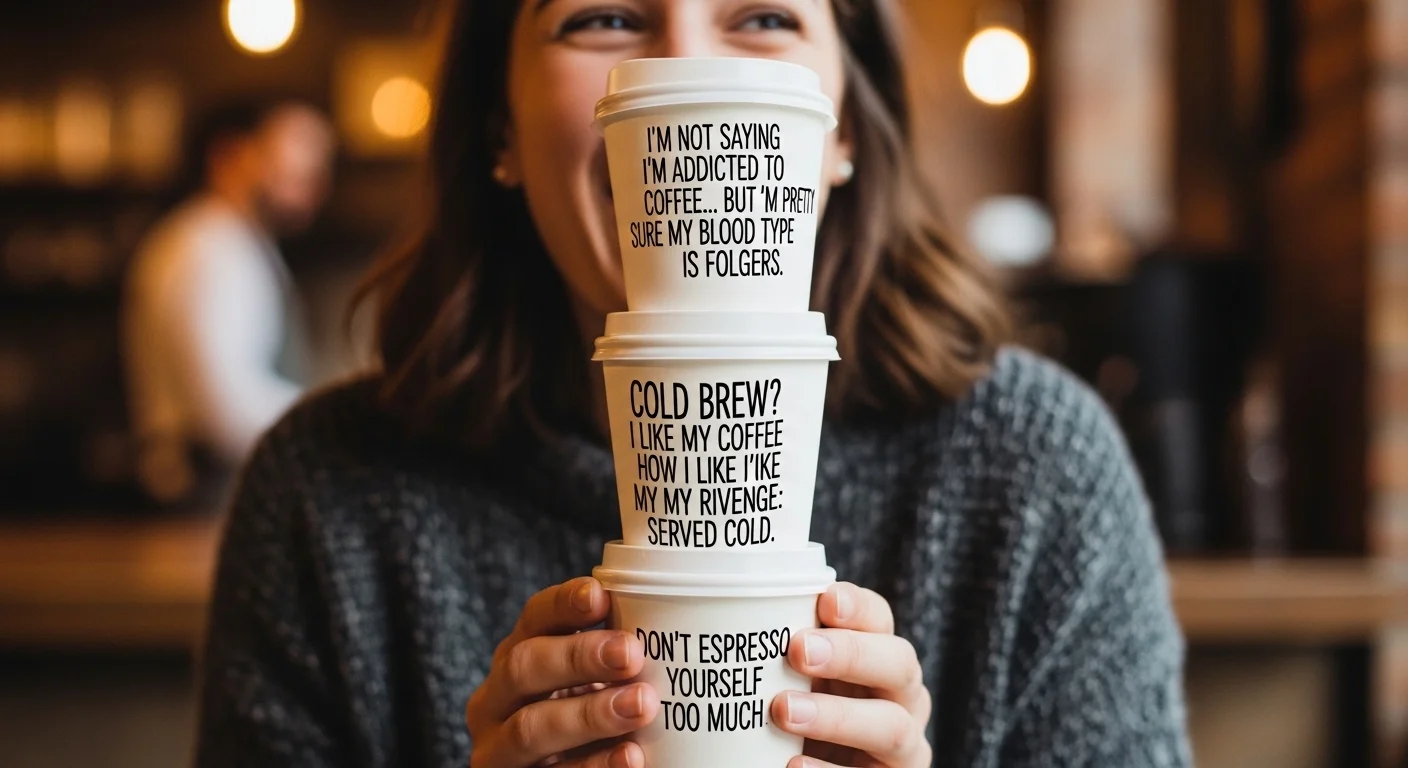 I'M NOT SAYING
I'M ADDICTED TO
COFFEE... BUT 'M PRETTY
SURE MY BLOOD TYPE
IS FOLGERS.
COLD BREW?
I LIKE MY COFFEE
HOW I LIKE I'IKE
MY MY RIVENGE:
SERVED COLD.
DON'T ESPRESSO
YOURSELF
TOO MUCH.